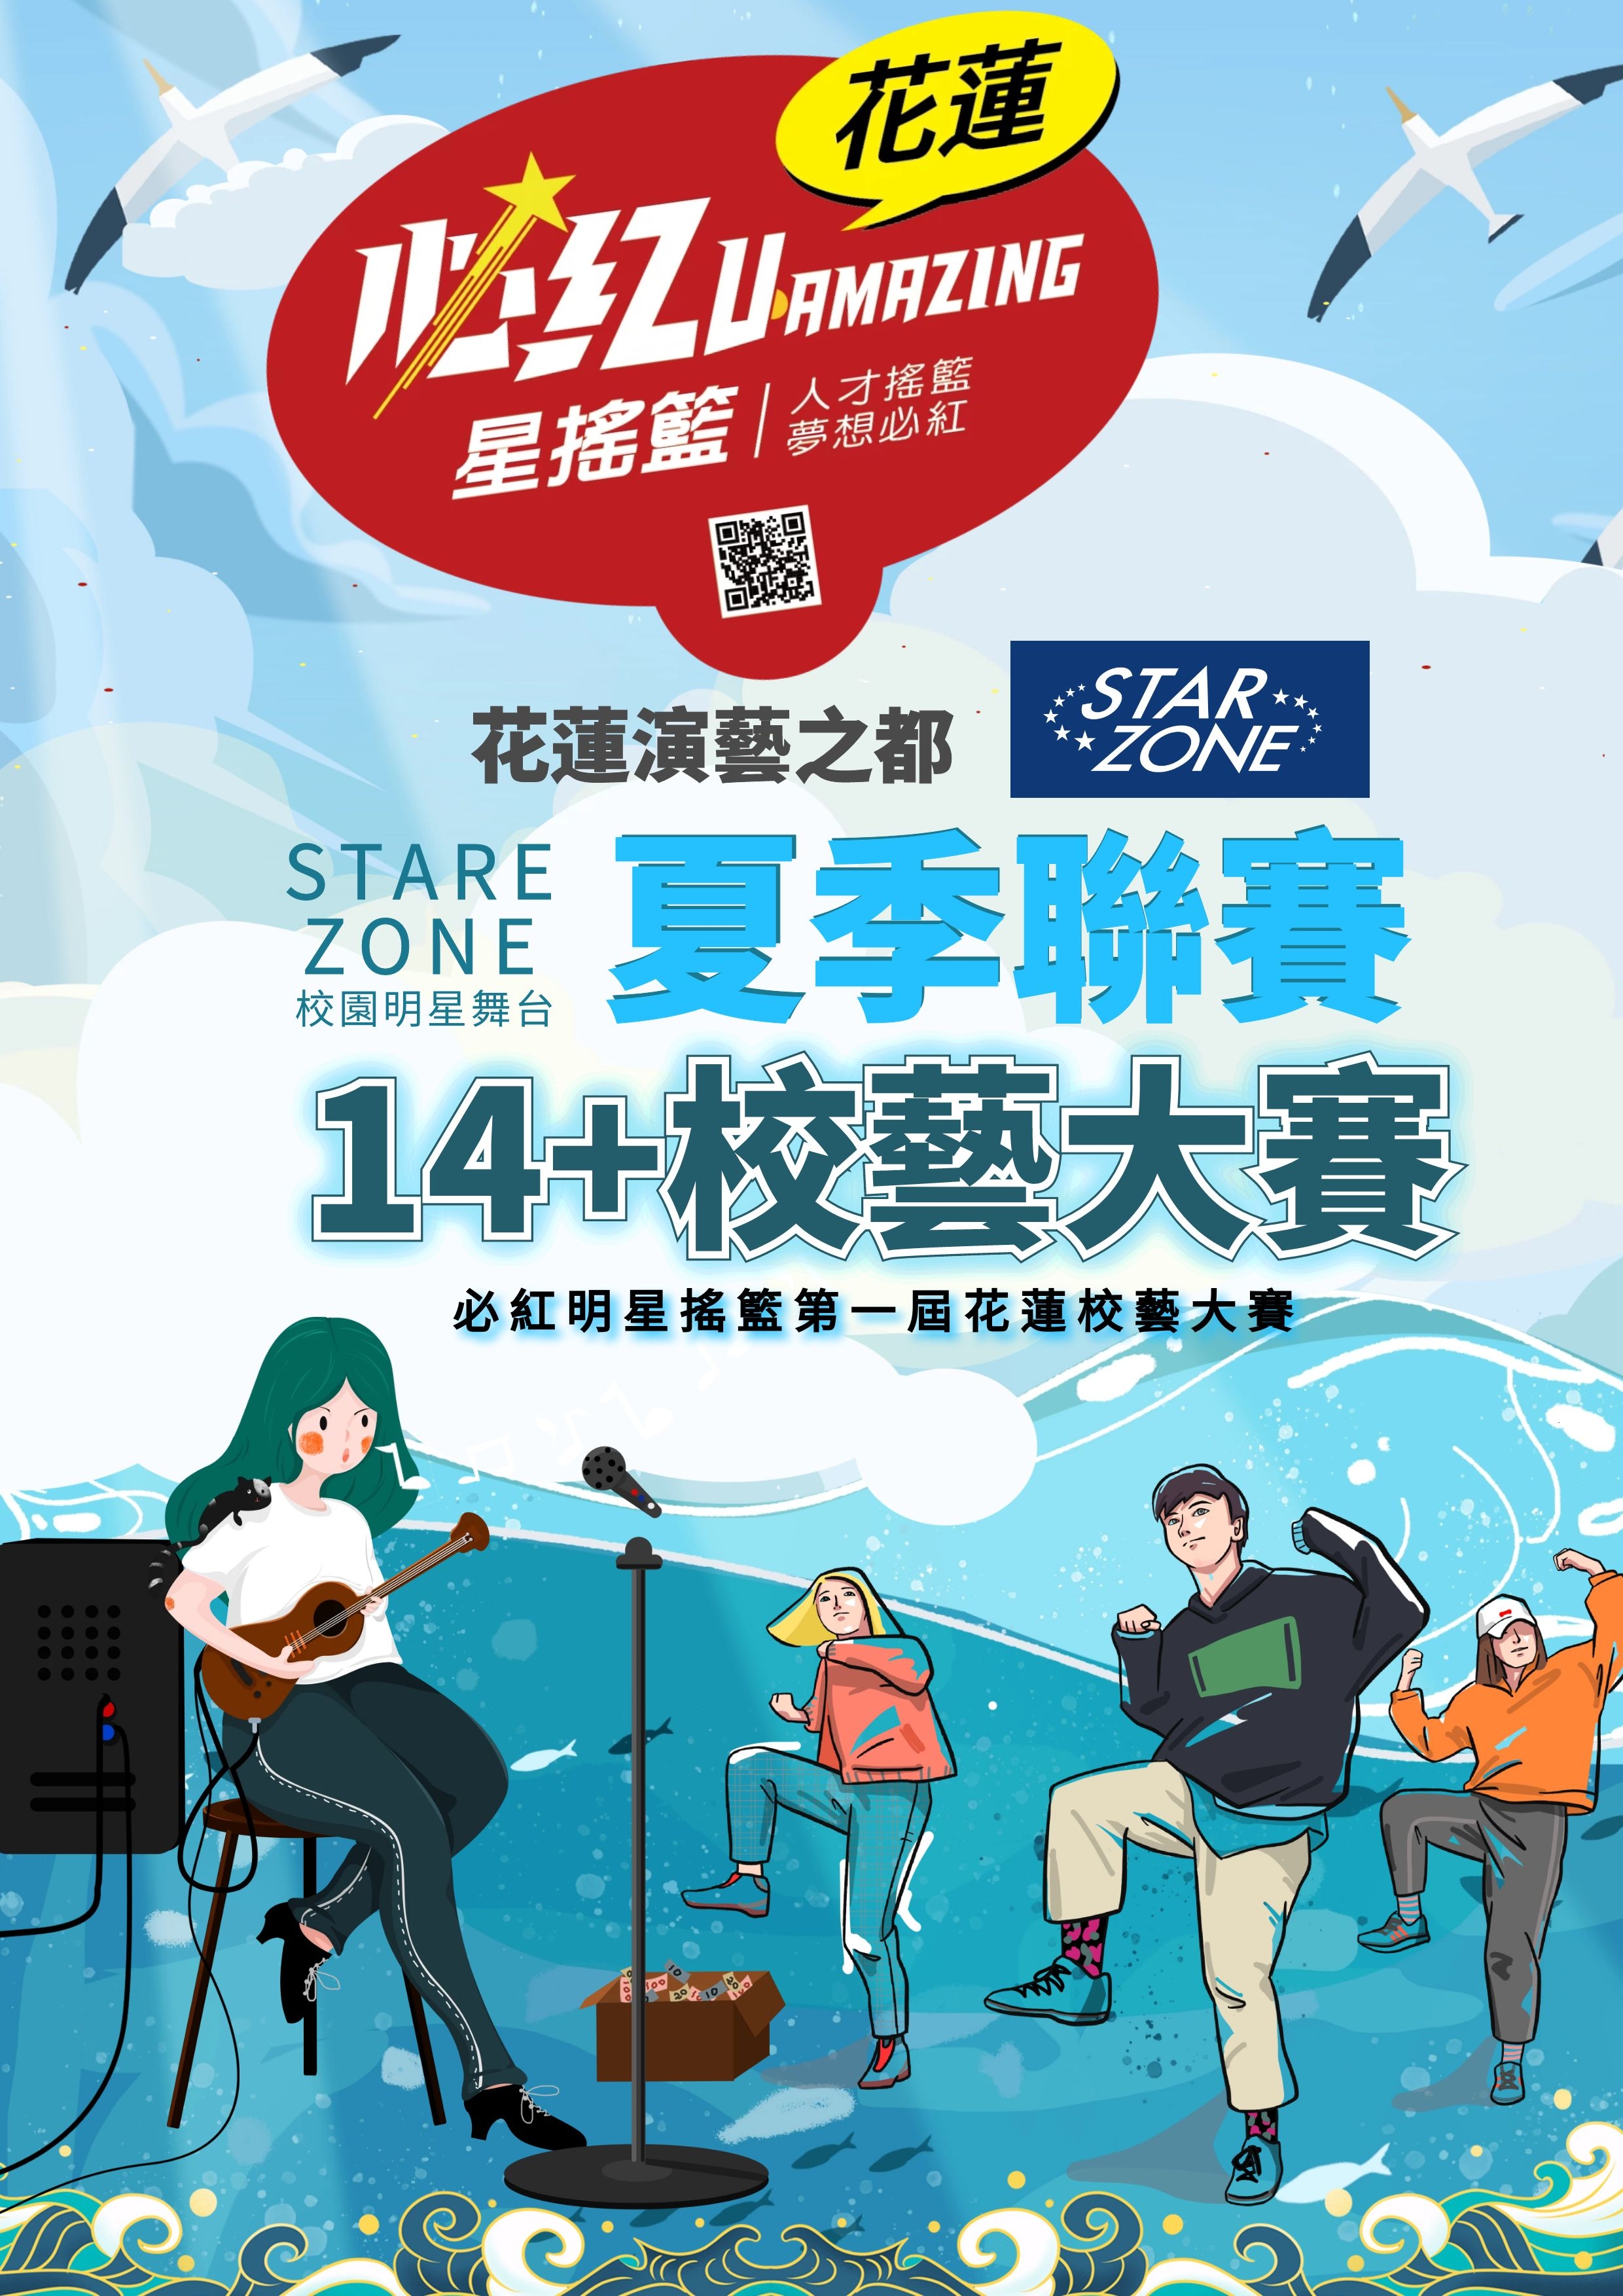 花蓮
必紅 U.AMAZING
星搖籃
人才搖籃
夢想必紅
花蓮演藝之都
STAR
ZONE
STARE
ZONE
校園明星舞台
夏季聯賽
14+校藝大賽
必紅明星搖籃第一屆花蓮校藝大賽